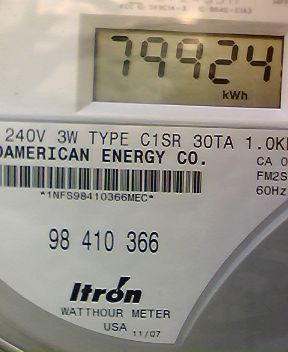 79924
kWh
240V 3W TYPE C1SR 30TA 1.0K
OAMERICAN ENERGY CO.
CA 0
FM2S
60Hz
*1NFS98410366MEC*
98 410 366
Itron
WATTHOUR METER
USA 11/07